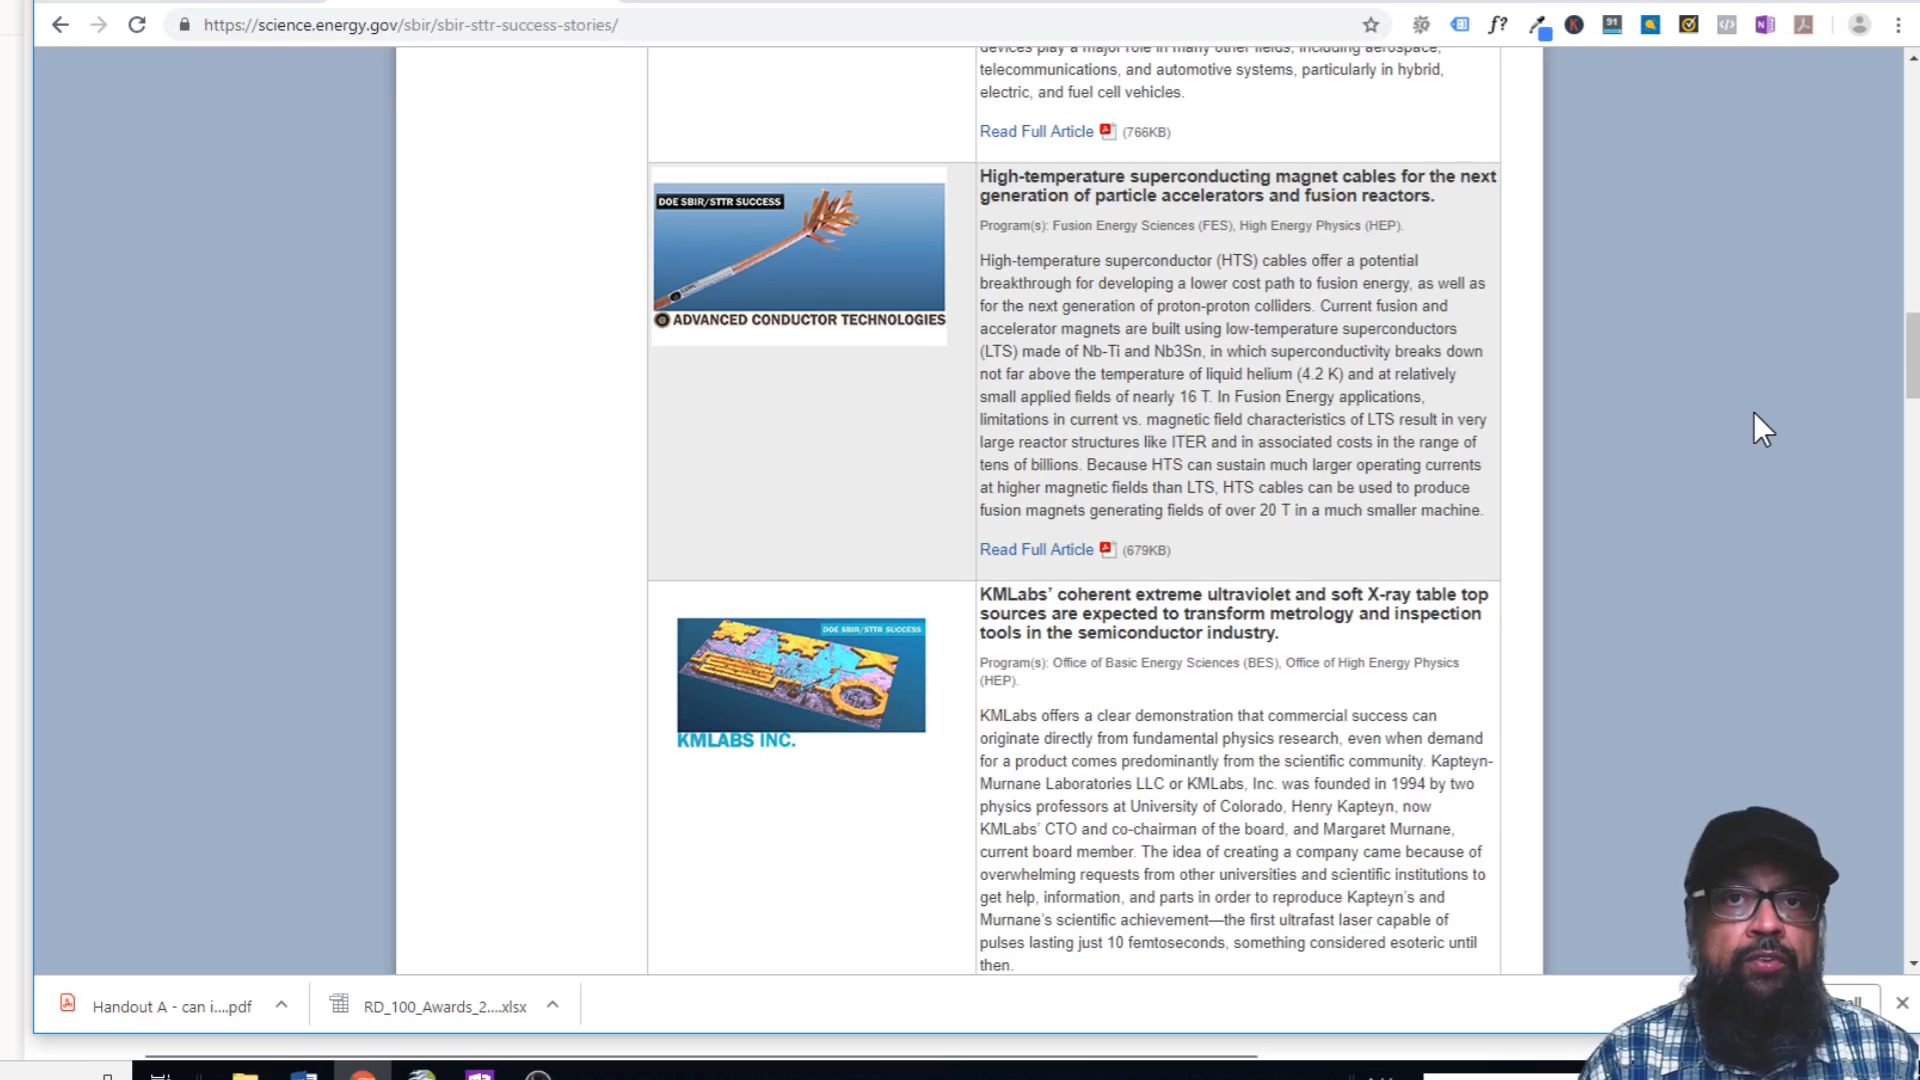 https://science.energy.gov/sbir/sbir-sttr-success-stories/
91
devices play a major role in many other fields, including aerospace,
telecommunications, and automotive systems, particularly in hybrid,
electric, and fuel cell vehicles.
Read Full Article (766KB)
DOE SBIR/STTR SUCCESS
ADVANCED CONDUCTOR TECHNOLOGIES
High-temperature superconducting magnet cables for the next
generation of particle accelerators and fusion reactors.
Program(s): Fusion Energy Sciences (FES), High Energy Physics (HEP).
High-temperature superconductor (HTS) cables offer a potential
breakthrough for developing a lower cost path to fusion energy, as well as
for the next generation of proton-proton colliders. Current fusion and
accelerator magnets are built using low-temperature superconductors
(LTS) made of Nb-Ti and Nb3Sn, in which superconductivity breaks down
not far above the temperature of liquid helium (4.2 K) and at relatively
small applied fields of nearly 16 T. In Fusion Energy applications,
limitations in current vs. magnetic field characteristics of LTS result in very
large reactor structures like ITER and in associated costs in the range of
tens of billions. Because HTS can sustain much larger operating currents
at higher magnetic fields than LTS, HTS cables can be used to produce
fusion magnets generating fields of over 20 T in a much smaller machine.
Read Full Article (679KB)
DOE SBIR/STTR SUCCESS
KMLABS INC.
KMLabs' coherent extreme ultraviolet and soft X-ray table top
sources are expected to transform metrology and inspection
tools in the semiconductor industry.
Program(s): Office of Basic Energy Sciences (BES), Office of High Energy Physics
(HEP).
KMLabs offers a clear demonstration that commercial success can
originate directly from fundamental physics research, even when demand
for a product comes predominantly from the scientific community. Kapteyn-
Murnane Laboratories LLC or KMLabs, Inc. was founded in 1994 by two
physics professors at University of Colorado, Henry Kapteyn, now
KMLabs' CTO and co-chairman of the board, and Margaret Murnane,
current board member. The idea of creating a company came because of
overwhelming requests from other universities and scientific institutions to
get help, information, and parts in order to reproduce Kapteyn's and
Murnane's scientific achievement—the first ultrafast laser capable of
pulses lasting just 10 femtoseconds, something considered esoteric until
then.
Handout A - can i....pdf
RD_100_Awards_2....xlsx